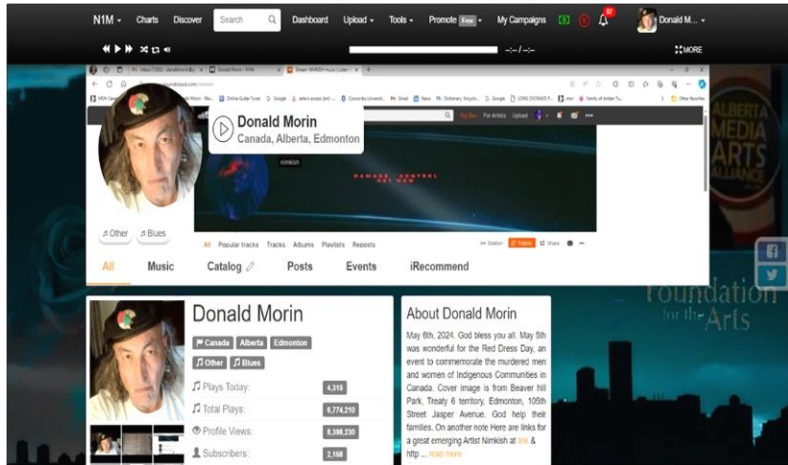 N1M
Charts
Discover
Search
Dashboard
Upload
Tools
Promote Free
My Campaigns
Donald M...
--:-- / --:--
MORE
Donald Morin
Canada, Alberta, Edmonton
For Artists Upload
nimkish
DAMAGE CONTROL
Other
Blues
All Popular tracks Tracks Albums Playlists Reposts
Station Follow Share
All
Music
Catalog
Posts
Events
iRecommend
ALBERTA
MEDIA
ARTS
ALLIANCE
Foundation
for the Arts
Donald Morin
Canada Alberta Edmonton
Other Blues
Plays Today: 4,315
Total Plays: 6,774,210
Profile Views: 8,398,230
Subscribers: 2,168
About Donald Morin
May 6th, 2024. God bless you all. May 5th
was wonderful for the Red Dress Day, an
event to commemorate the murdered men
and women of Indigenous Communities in
Canada. Cover image is from Beaver hill
Park, Treaty 6 territory, Edmonton, 105th
Street Jasper Avenue. God help their
families. On another note Here are links for
a great emerging Artist Nimkish at link &
http ... read more